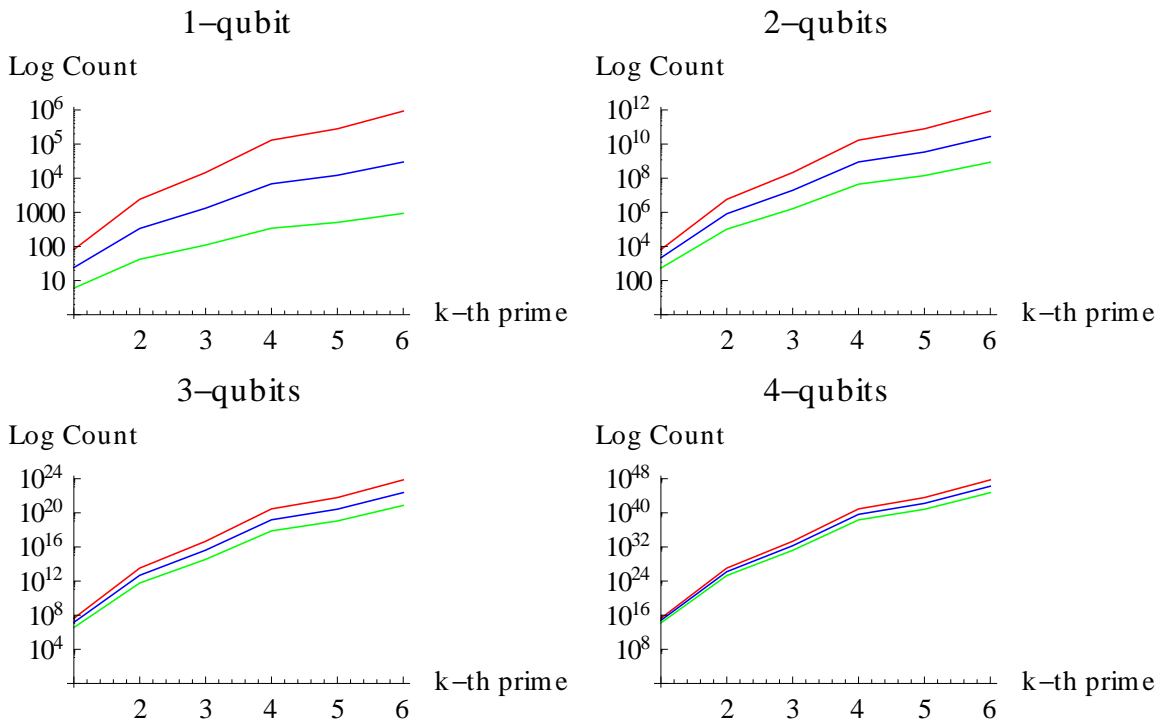 1–qubit
Log Count
10^6
10^5
10^4
1000
100
10
k–th prime
2 3 4 5 6
2–qubits
Log Count
10^12
10^10
10^8
10^6
10^4
100
k–th prime
2 3 4 5 6
3–qubits
Log Count
10^24
10^20
10^16
10^12
10^8
10^4
k–th prime
2 3 4 5 6
4–qubits
Log Count
10^48
10^40
10^32
10^24
10^16
10^8
k–th prime
2 3 4 5 6